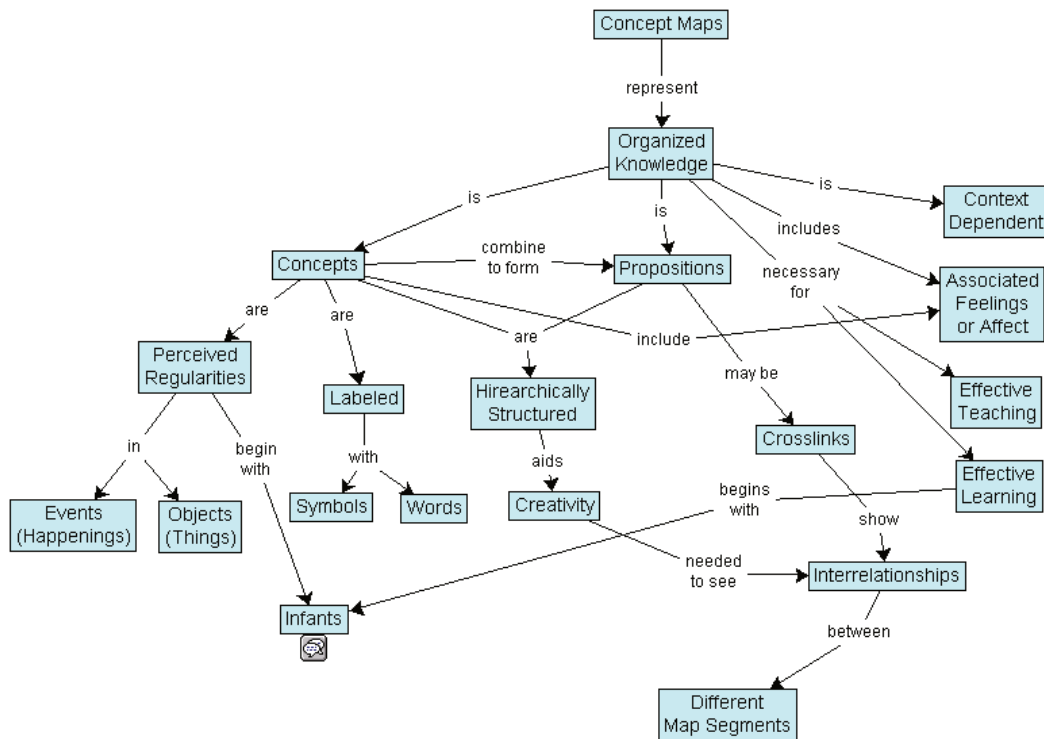 Concept Maps
represent
Organized
Knowledge
is
is
is
Context
Dependent
includes
combine
to form
necessary
for
Concepts
Propositions
Associated
Feelings
or Affect
are
are
are
include
Perceived
Regularities
may be
Labeled
Hirearchically
Structured
Effective
Teaching
Crosslinks
in
begin
with
with
aids
Effective
Learning
Events
(Happenings)
Objects
(Things)
Symbols
Words
Creativity
begins
with
show
needed
to see
Interrelationships
Infants
between
Different
Map Segments